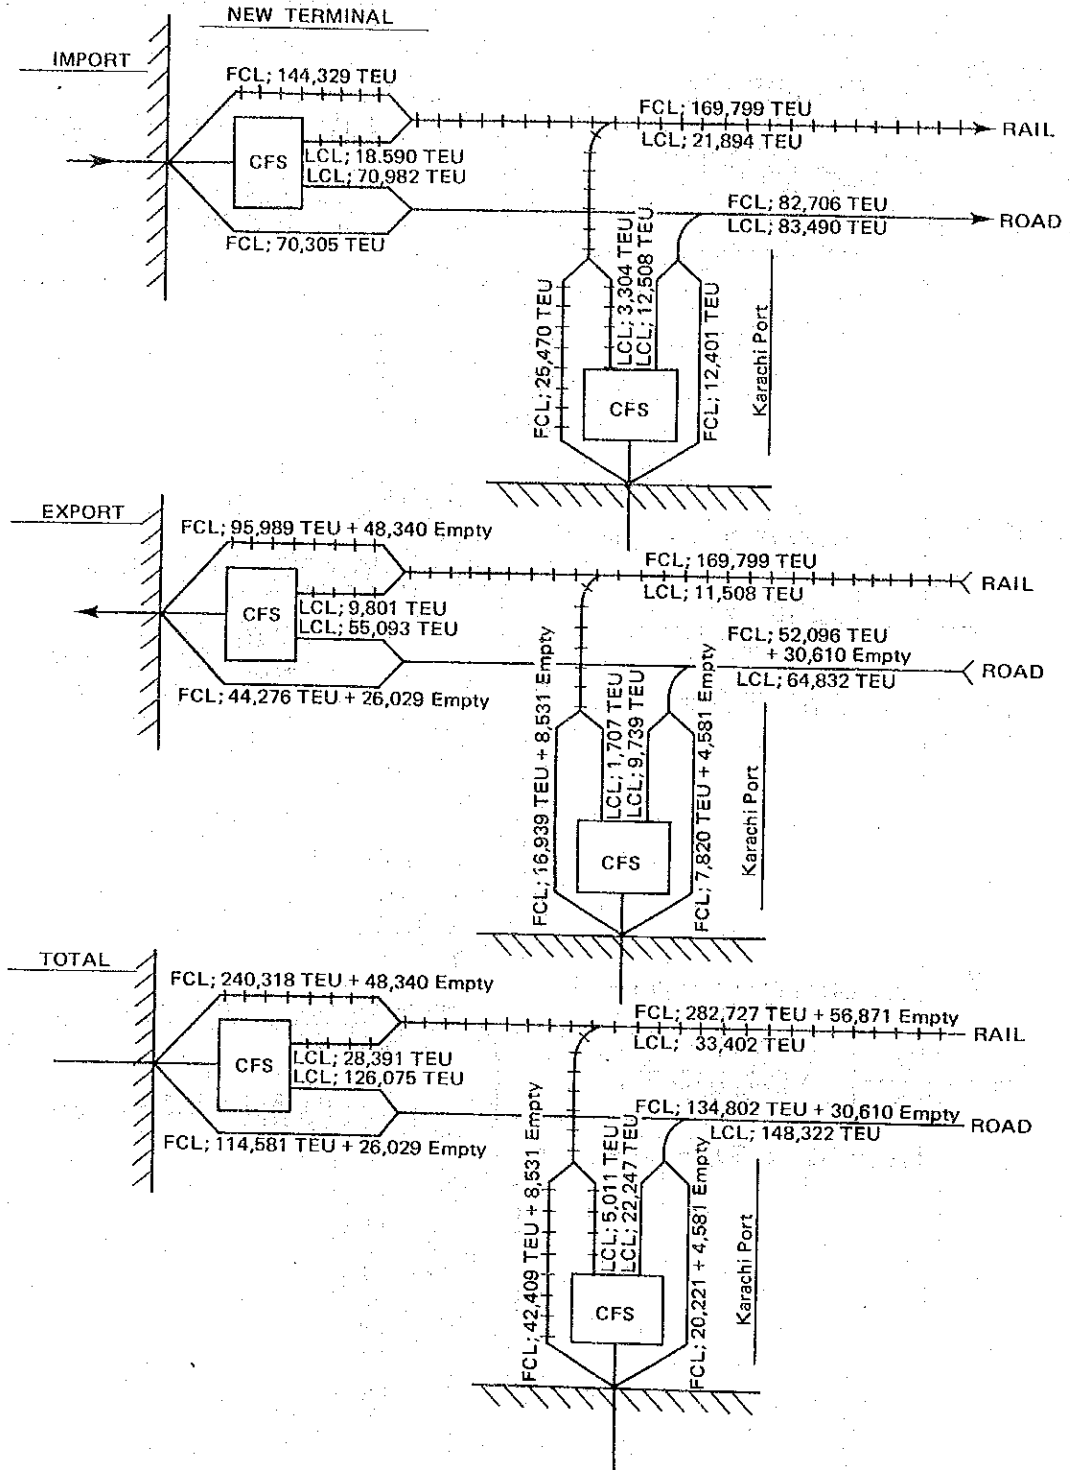 NEW TERMINAL
IMPORT
FCL; 144,329 TEU
CFS
LCL; 18.590 TEU
LCL; 70,982 TEU
FCL; 70,305 TEU
FCL; 169,799 TEU
LCL; 21,894 TEU
RAIL
FCL; 82,706 TEU
LCL; 83,490 TEU
ROAD
FCL; 25,470 TEU
LCL; 3,304 TEU
LCL; 12,508 TEU
FCL; 12,401 TEU
CFS
Karachi Port
EXPORT
FCL; 95,989 TEU + 48,340 Empty
CFS
LCL; 9,801 TEU
LCL; 55,093 TEU
FCL; 44,276 TEU + 26,029 Empty
FCL; 169,799 TEU
LCL; 11,508 TEU
RAIL
FCL; 52,096 TEU
+ 30,610 Empty
LCL; 64,832 TEU
ROAD
FCL; 16,939 TEU + 8,531 Empty
LCL; 1,707 TEU
LCL; 9,739 TEU
FCL; 7,820 TEU + 4,581 Empty
CFS
Karachi Port
TOTAL
FCL; 240,318 TEU + 48,340 Empty
CFS
LCL; 28,391 TEU
LCL; 126,075 TEU
FCL; 114,581 TEU + 26,029 Empty
FCL; 282,727 TEU + 56,871 Empty
LCL; 33,402 TEU
RAIL
FCL; 134,802 TEU + 30,610 Empty
LCL; 148,322 TEU
ROAD
FCL; 42,409 TEU + 8,531 Empty
LCL; 5,011 TEU
LCL; 22,247 TEU
FCL; 20,221 + 4,581 Empty
CFS
Karachi Port